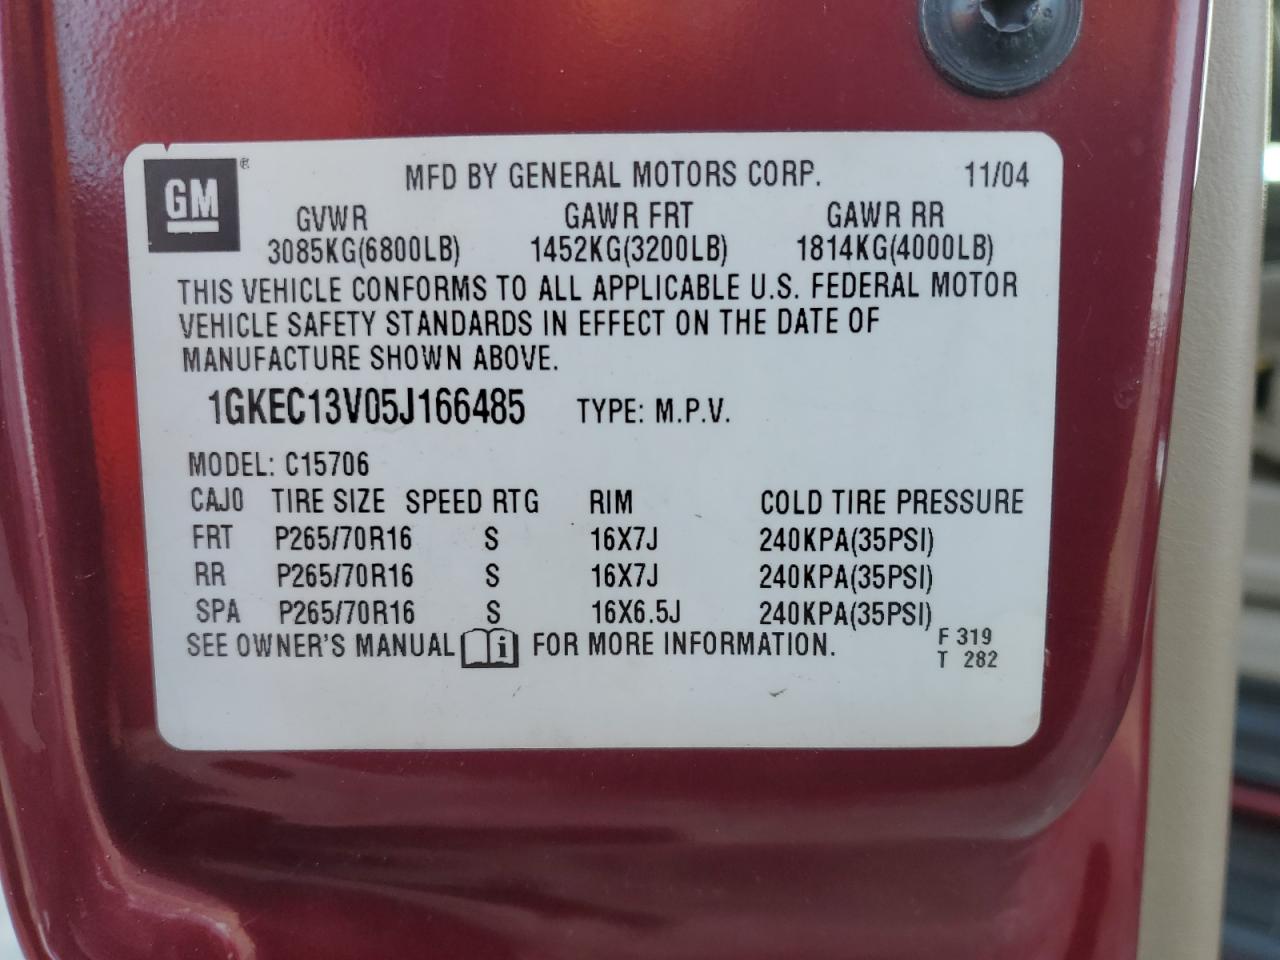 GM ®
MFD BY GENERAL MOTORS CORP. 11/04
GVWR GAWR FRT GAWR RR
3085KG(6800LB) 1452KG(3200LB) 1814KG(4000LB)
THIS VEHICLE CONFORMS TO ALL APPLICABLE U.S. FEDERAL MOTOR
VEHICLE SAFETY STANDARDS IN EFFECT ON THE DATE OF
MANUFACTURE SHOWN ABOVE.
1GKEC13V05J166485 TYPE: M.P.V.
MODEL: C15706
CAJO TIRE SIZE SPEED RTG RIM COLD TIRE PRESSURE
FRT P265/70R16 S 16X7J 240KPA(35PSI)
RR P265/70R16 S 16X7J 240KPA(35PSI)
SPA P265/70R16 S 16X6.5J 240KPA(35PSI)
SEE OWNER'S MANUAL i FOR MORE INFORMATION. F 319
T 282